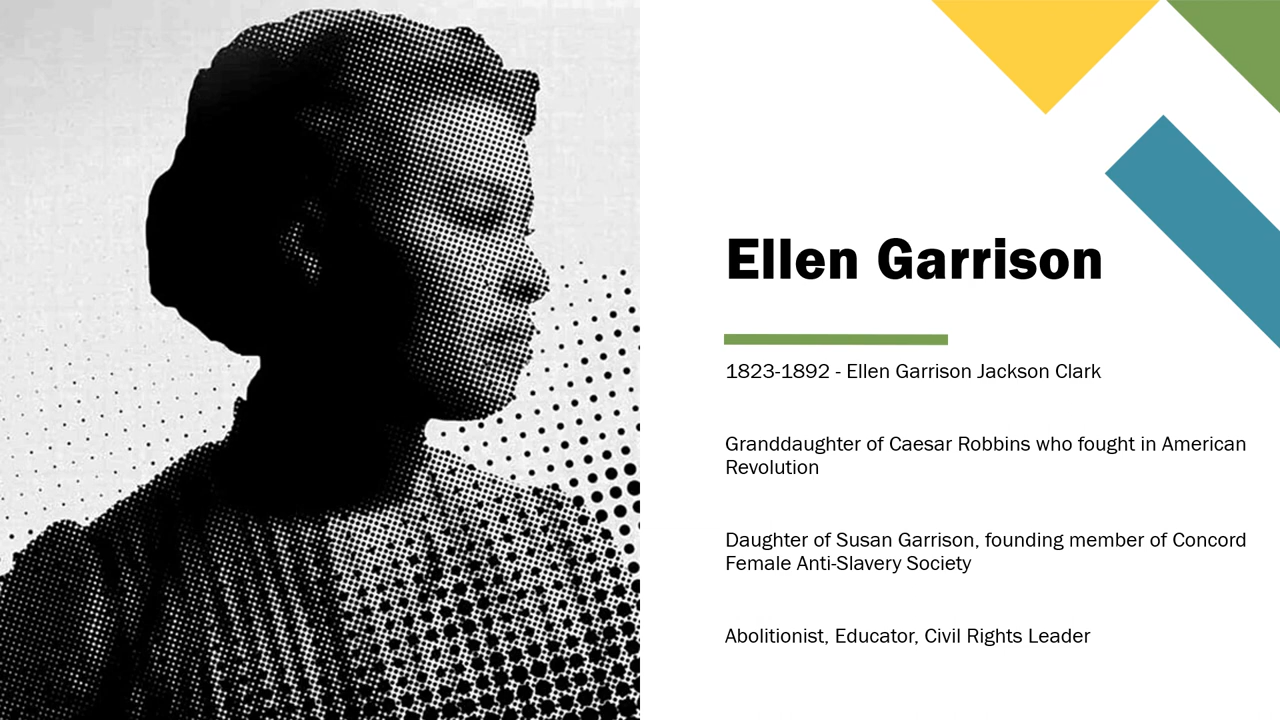 Ellen Garrison
1823-1892 - Ellen Garrison Jackson Clark
Granddaughter of Caesar Robbins who fought in American
Revolution
Daughter of Susan Garrison, founding member of Concord
Female Anti-Slavery Society
Abolitionist, Educator, Civil Rights Leader